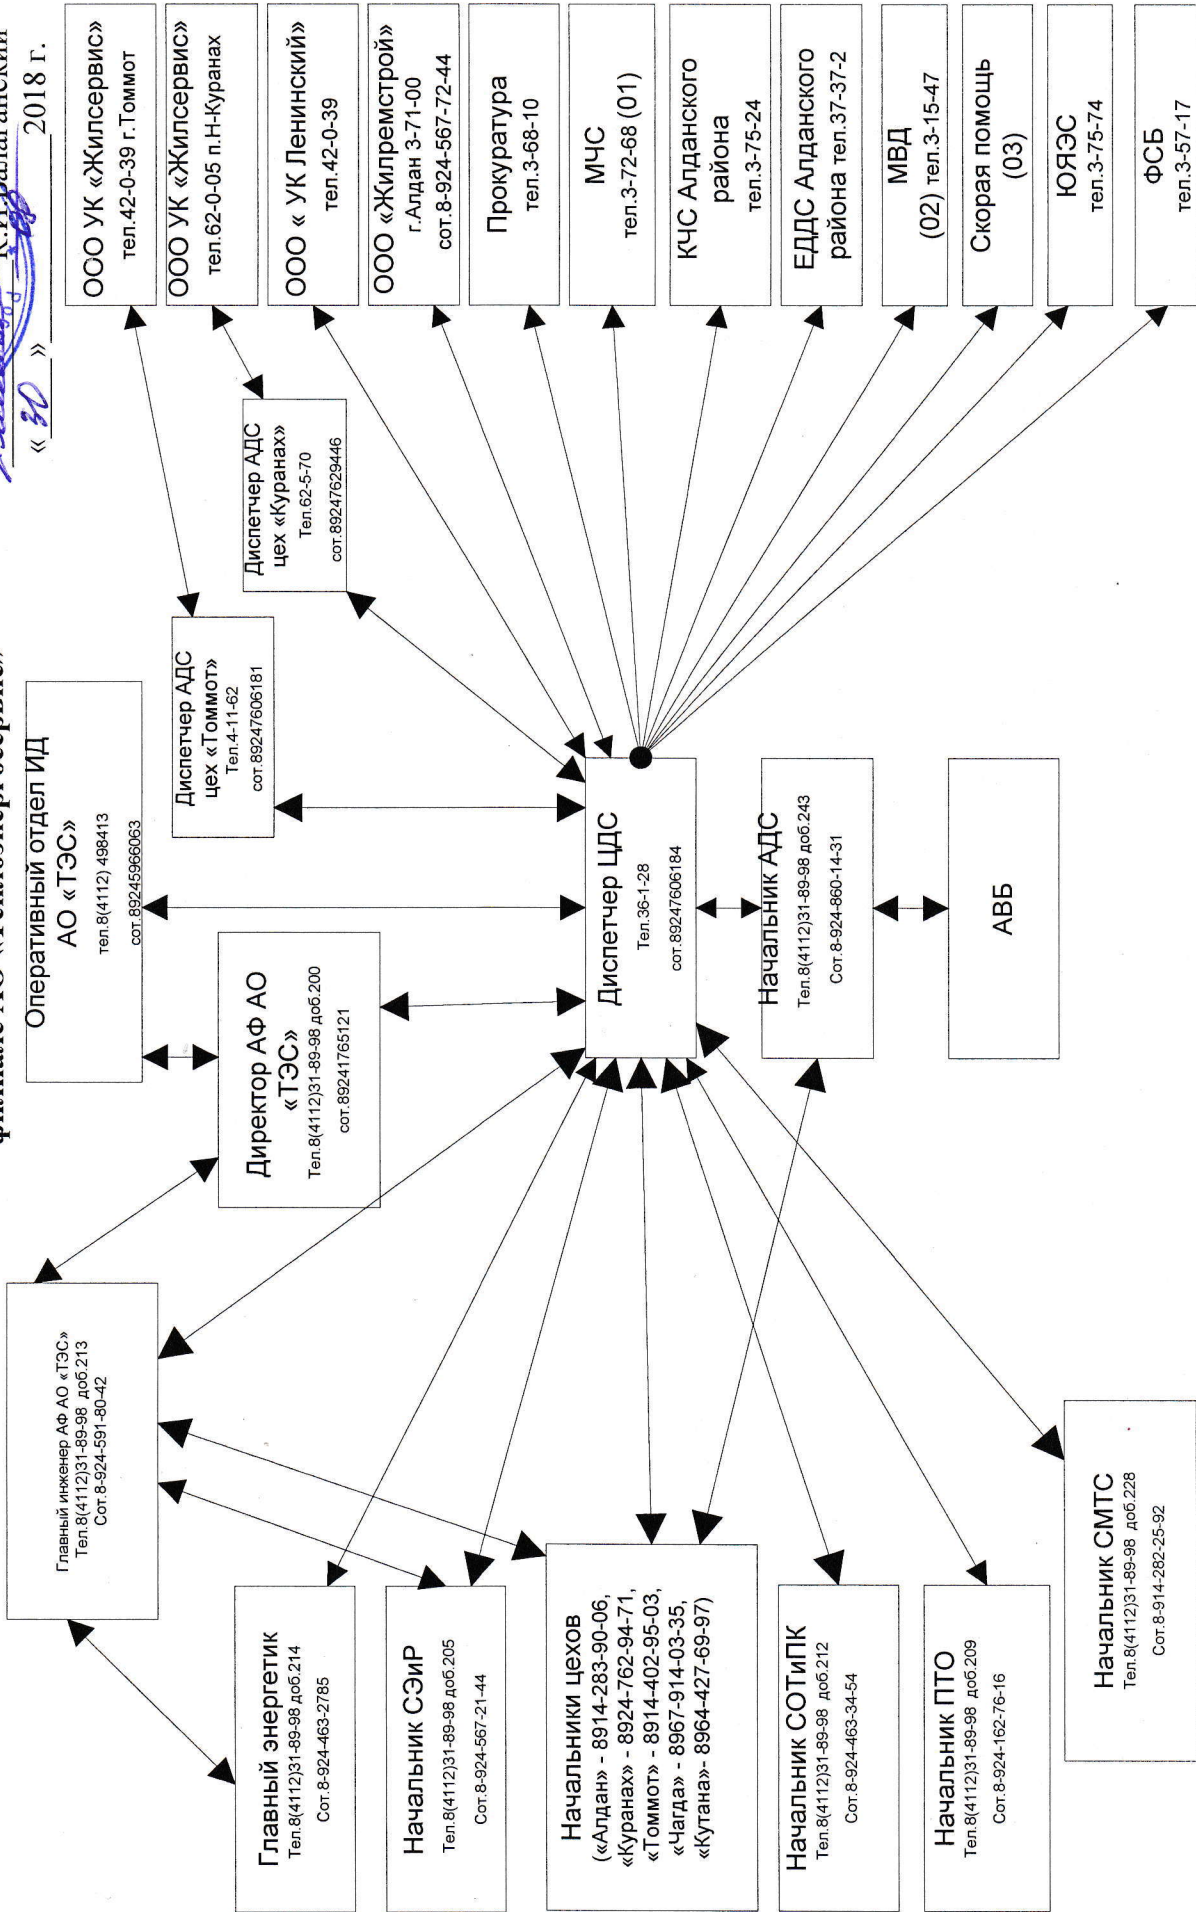 К.И.Балаганский
« 30 » 2018 г.
филиале АО «Теплоэнергосервис»
Главный инженер АФ АО «ТЭС»
Тел.8(4112)31-89-98 доб.213
Сот.8-924-591-80-42
Оперативный отдел ИД
АО «ТЭС»
тел.8(4112) 498413
сот.89245966063
Директор АФ АО
«ТЭС»
Тел.8(4112)31-89-98 доб.200
сот.89241765121
Диспетчер АДС
цех «Томмот»
Тел.4-11-62
сот.89247606181
Диспетчер АДС
цех «Куранах»
Тел.62-5-70
сот.89247629446
ООО УК «Жилсервис»
тел.42-0-39 г.Томмот
ООО УК «Жилсервис»
тел.62-0-05 п.Н-Куранах
ООО « УК Ленинский»
тел.42-0-39
ООО «Жилремстрой»
г.Алдан 3-71-00
сот.8-924-567-72-44
Прокуратура
тел.3-68-10
МЧС
тел.3-72-68 (01)
КЧС Алданского
района
тел.3-75-24
ЕДДС Алданского
района тел.37-37-2
МВД
(02) тел.3-15-47
Скорая помощь
(03)
ЮЯЭС
тел.3-75-74
ФСБ
тел.3-57-17
Главный энергетик
Тел.8(4112)31-89-98 доб.214
Сот.8-924-463-2785
Начальник СЭиР
Тел.8(4112)31-89-98 доб.205
Сот.8-924-567-21-44
Начальники цехов
(«Алдан» - 8914-283-90-06,
«Куранах» - 8924-762-94-71,
«Томмот» - 8914-402-95-03,
«Чагда» - 8967-914-03-35,
«Кутана»- 8964-427-69-97)
Начальник СОТиПК
Тел.8(4112)31-89-98 доб.212
Сот.8-924-463-34-54
Начальник ПТО
Тел.8(4112)31-89-98 доб.209
Сот.8-924-162-76-16
Начальник СМТС
Тел.8(4112)31-89-98 доб.228
Сот.8-914-282-25-92
Диспетчер ЦДС
Тел.36-1-28
сот.89247606184
Начальник АДС
Тел.8(4112)31-89-98 доб.243
Сот.8-924-860-14-31
АВБ